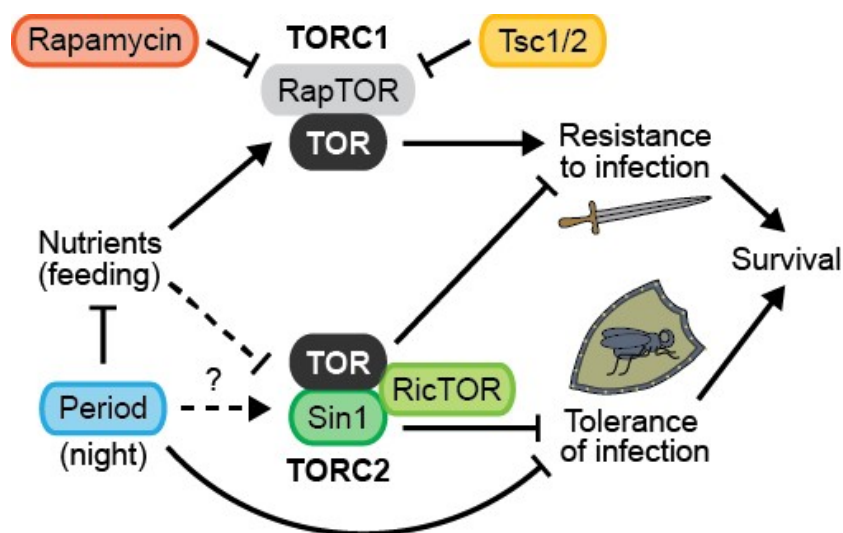 Rapamycin
TORC1
Tsc1/2
RapTOR
TOR
Resistance
to infection
Nutrients
(feeding)
Survival
?
TOR
RicTOR
Period
Sin1
(night)
TORC2
Tolerance
of infection